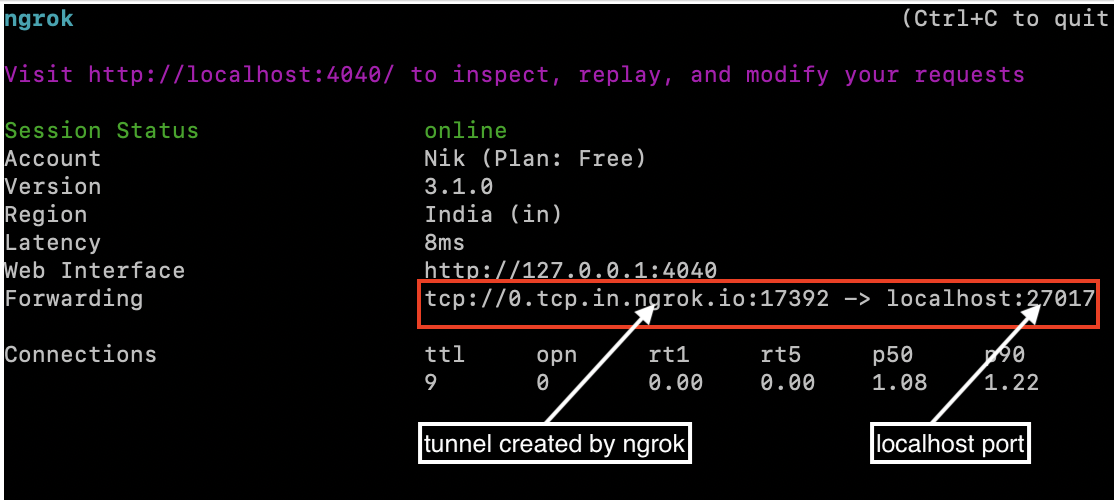 ngrok (Ctrl+C to quit
Visit http://localhost:4040/ to inspect, replay, and modify your requests
Session Status online
Account Nik (Plan: Free)
Version 3.1.0
Region India (in)
Latency 8ms
Web Interface http://127.0.0.1:4040
Forwarding tcp://0.tcp.in.ngrok.io:17392 -> localhost:27017
Connections ttl opn rt1 rt5 p50 p90
9 0 0.00 0.00 1.08 1.22
tunnel created by ngrok localhost port